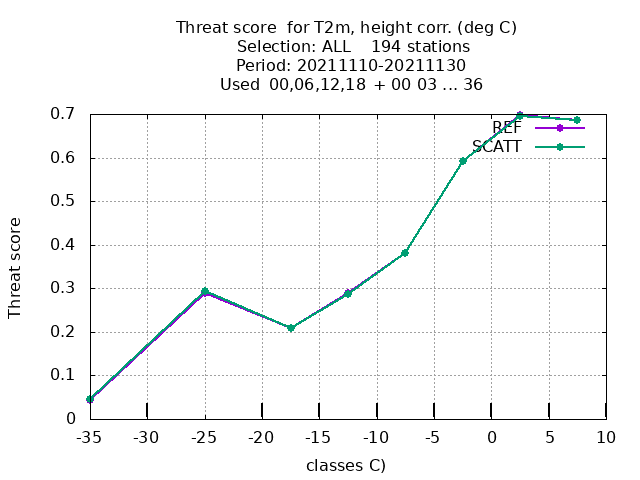 Threat score  for T2m, height corr. (deg C)
Selection: ALL    194 stations
Period: 20211110-20211130
Used  00,06,12,18  + 00 03 ... 36
0.7
0.6
0.5
0.4
0.3
0.2
0.1
0
REF
SCATT
Threat score
-35 -30 -25 -20 -15 -10 -5 0 5 10
classes C)